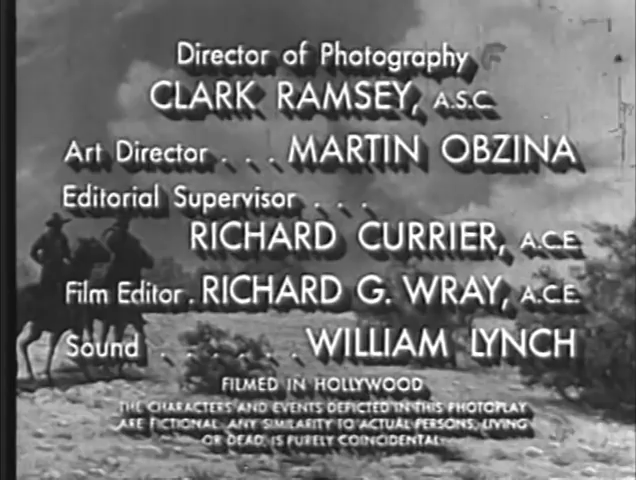 Director of Photography
CLARK RAMSEY, A.S.C.
Art Director . . . MARTIN OBZINA
Editorial Supervisor . . .
RICHARD CURRIER, A.C.E.
Film Editor . RICHARD G. WRAY, A.C.E.
Sound . . . . . . WILLIAM LYNCH
FILMED IN HOLLYWOOD
THE CHARACTERS AND EVENTS DEPICTED IN THIS PHOTOPLAY
ARE FICTIONAL. ANY SIMILARITY TO ACTUAL PERSONS, LIVING
OR DEAD, IS PURELY COINCIDENTAL.